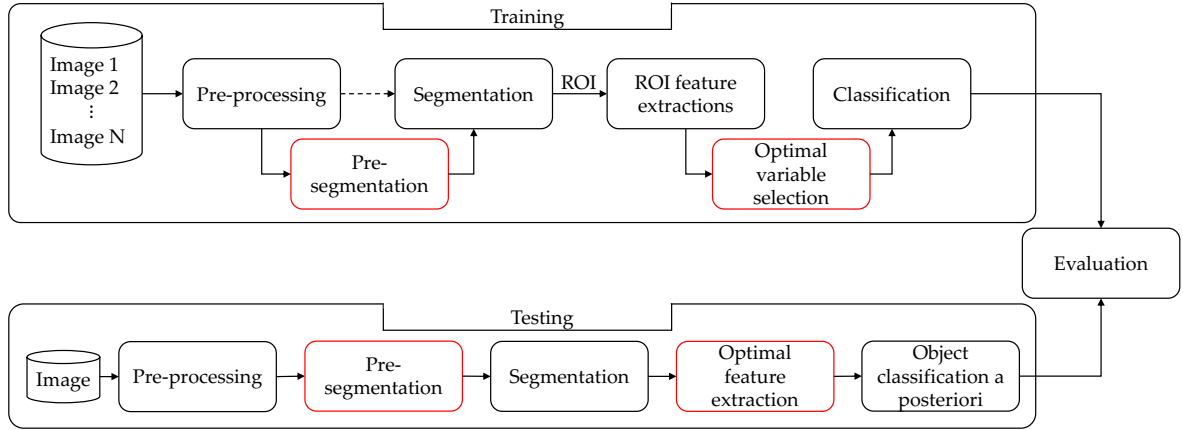 Training
Image 1
Image 2
⋮
Image N
Pre-processing
Segmentation
ROI
ROI feature
extractions
Classification
Pre-
segmentation
Optimal
variable
selection
Evaluation
Testing
Image
Pre-processing
Pre-
segmentation
Segmentation
Optimal
feature
extraction
Object
classification a
posteriori